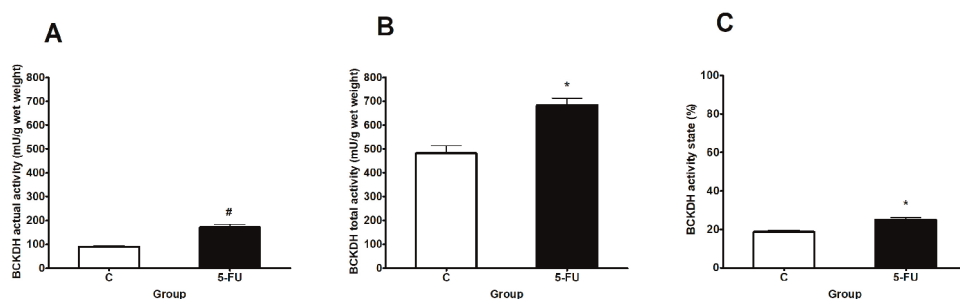 A
BCKDH actual activity (mU/g wet weight)
800
700
600
500
400
300
200
100
0
#
C
5-FU
Group
B
BCKDH total activity (mU/g wet weight)
800
700
600
500
400
300
200
100
0
*
C
5-FU
Group
C
BCKDH activity state (%)
100
80
60
40
20
0
*
C
5-FU
Group